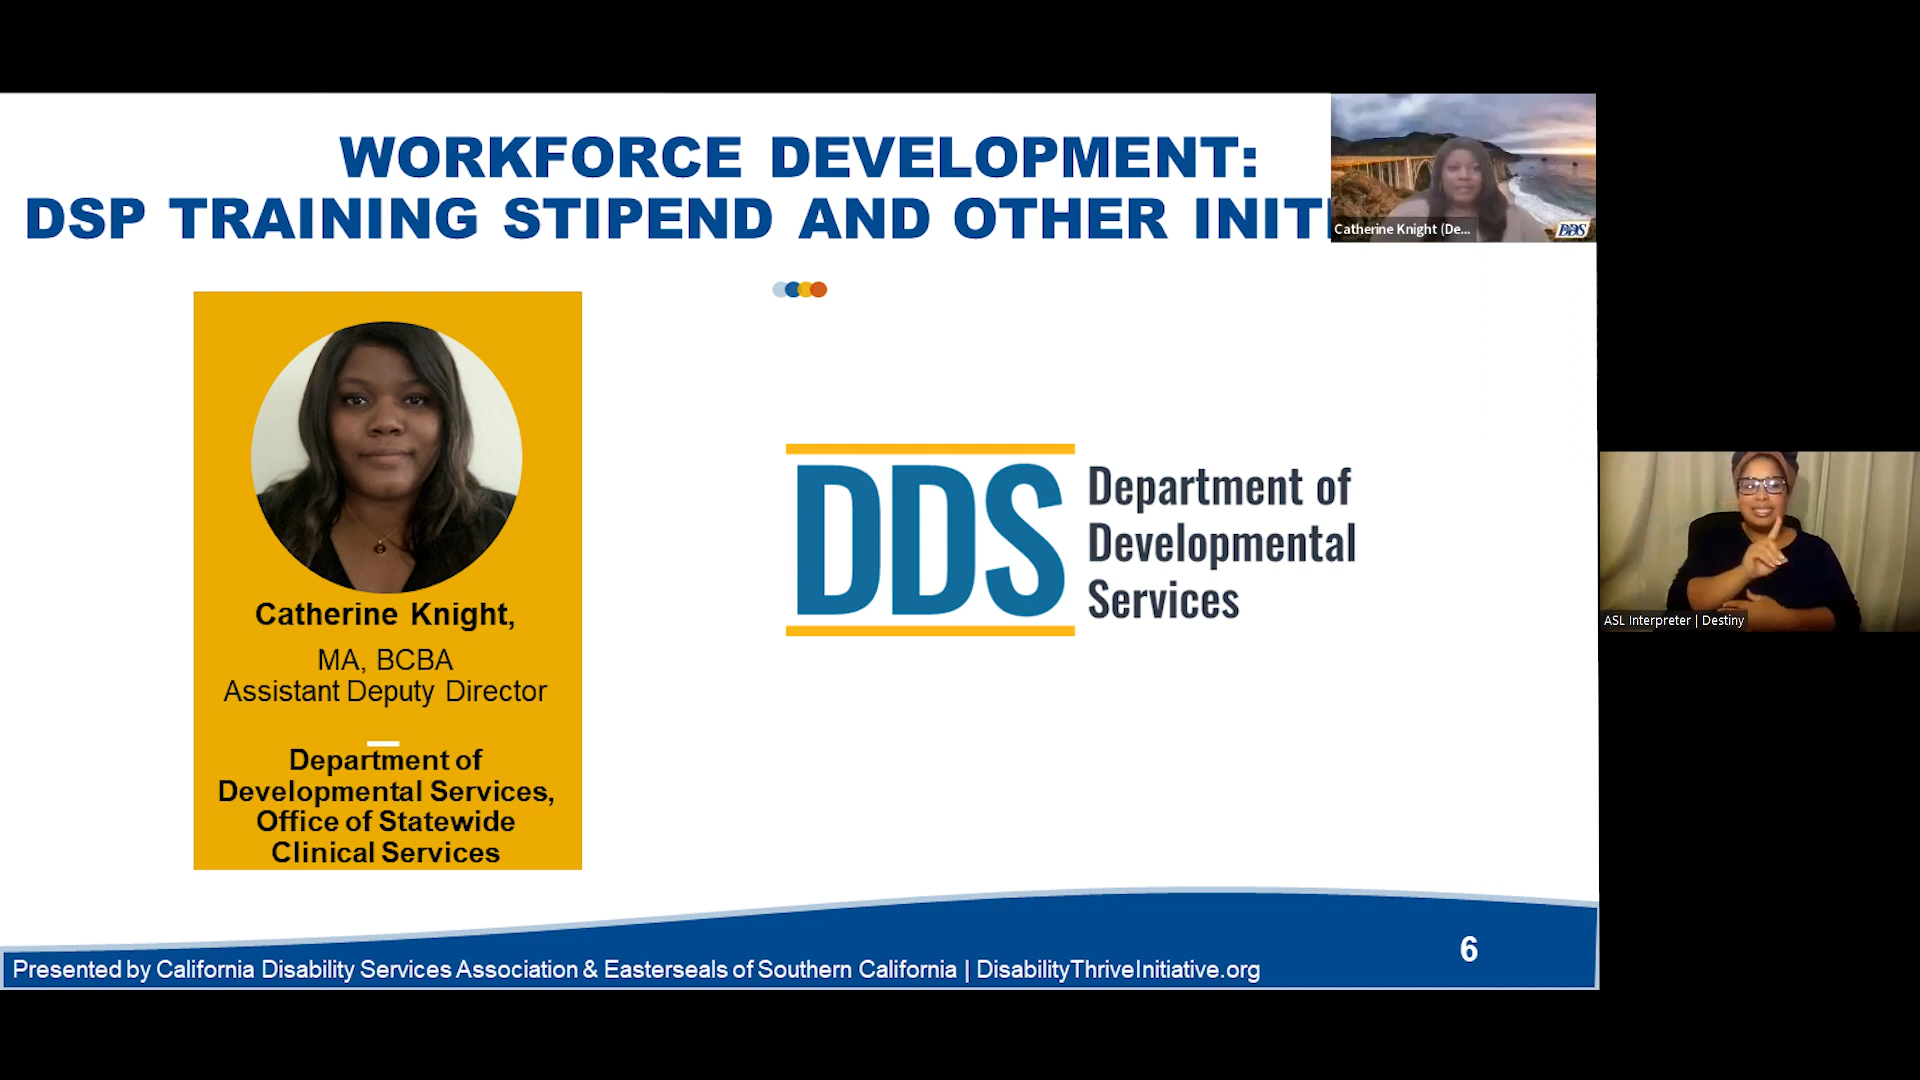 WORKFORCE DEVELOPMENT:
DSP TRAINING STIPEND AND OTHER INITI
Catherine Knight (De...
DDS
DDS
Department of
Developmental
Services
Catherine Knight,
MA, BCBA
Assistant Deputy Director
Department of
Developmental Services,
Office of Statewide
Clinical Services
ASL Interpreter | Destiny
6
Presented by California Disability Services Association & Easterseals of Southern California | DisabilityThriveInitiative.org